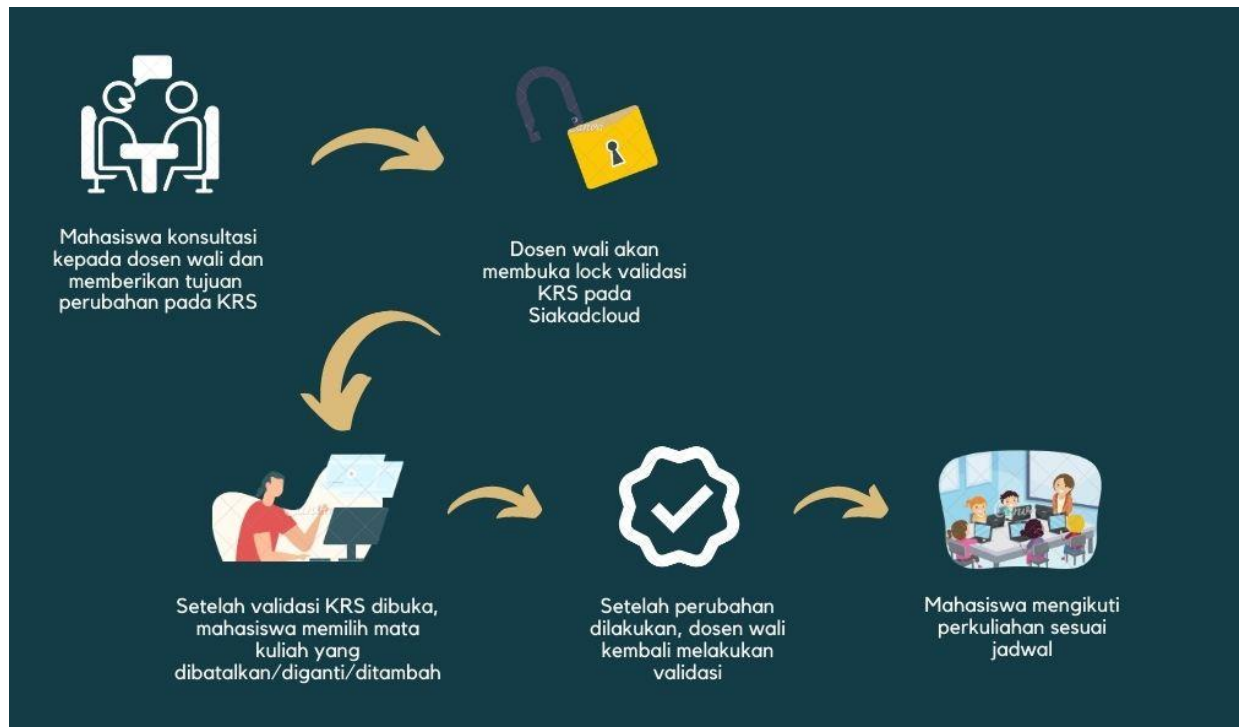 Mahasiswa konsultasi
kepada dosen wali dan
memberikan tujuan
perubahan pada KRS
Dosen wali akan
membuka lock validasi
KRS pada
Siakadcloud
Setelah validasi KRS dibuka,
mahasiswa memilih mata
kuliah yang
dibatalkan/diganti/ditambah
Setelah perubahan
dilakukan, dosen wali
kembali melakukan
validasi
Mahasiswa mengikuti
perkuliahan sesuai
jadwal